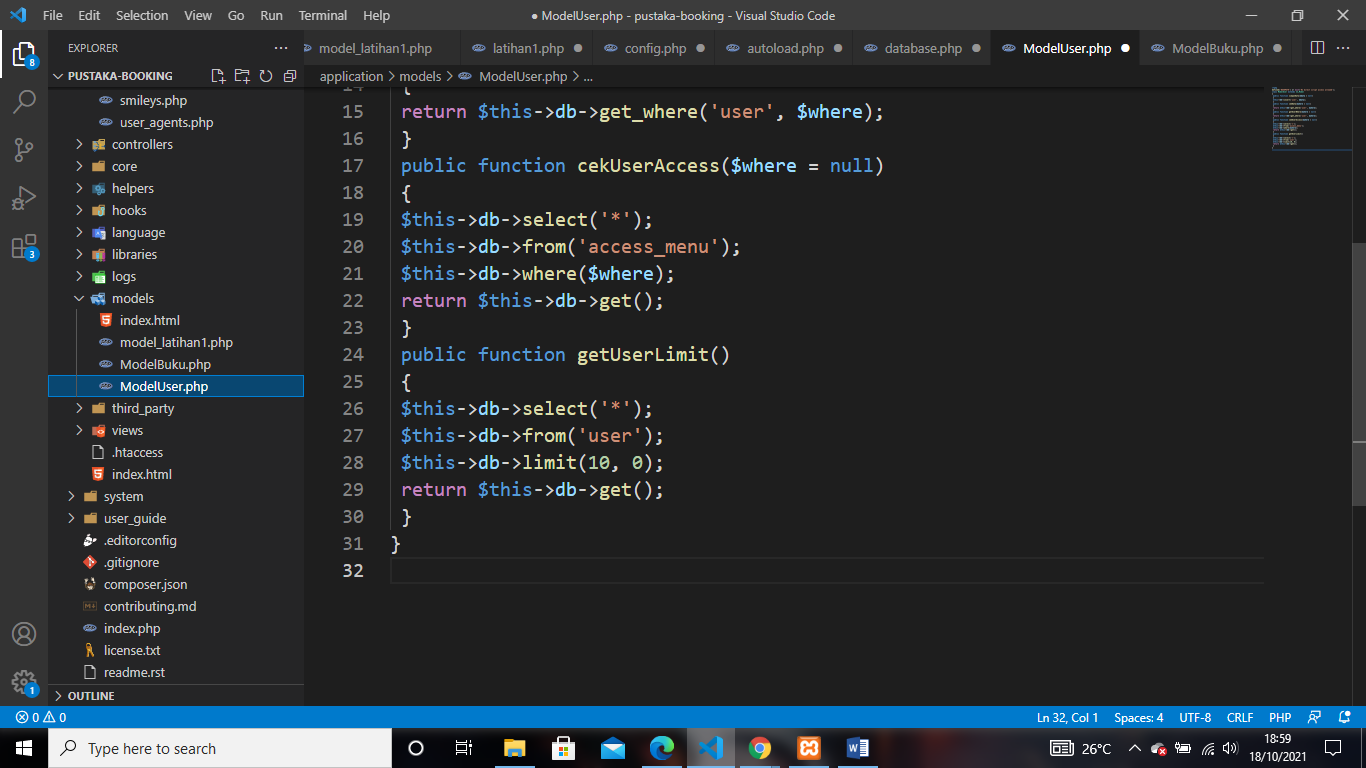 File Edit Selection View Go Run Terminal Help
● ModelUser.php - pustaka-booking - Visual Studio Code
8
3
1
EXPLORER
PUSTAKA-BOOKING
smileys.php
user_agents.php
controllers
core
helpers
hooks
language
libraries
logs
models
index.html
model_latihan1.php
ModelBuku.php
ModelUser.php
third_party
views
.htaccess
index.html
system
user_guide
.editorconfig
.gitignore
composer.json
contributing.md
index.php
license.txt
readme.rst
OUTLINE
model_latihan1.php latihan1.php config.php autoload.php database.php ModelUser.php ModelBuku.php
application > models > ModelUser.php > ...
14 {
15 return $this->db->get_where('user', $where);
16 }
17 public function cekUserAccess($where = null)
18 {
19 $this->db->select('*');
20 $this->db->from('access_menu');
21 $this->db->where($where);
22 return $this->db->get();
23 }
24 public function getUserLimit()
25 {
26 $this->db->select('*');
27 $this->db->from('user');
28 $this->db->limit(10, 0);
29 return $this->db->get();
30 }
31 }
32
0 0 Ln 32, Col 1 Spaces: 4 UTF-8 CRLF PHP
Type here to search
26°C
18:59
18/10/2021